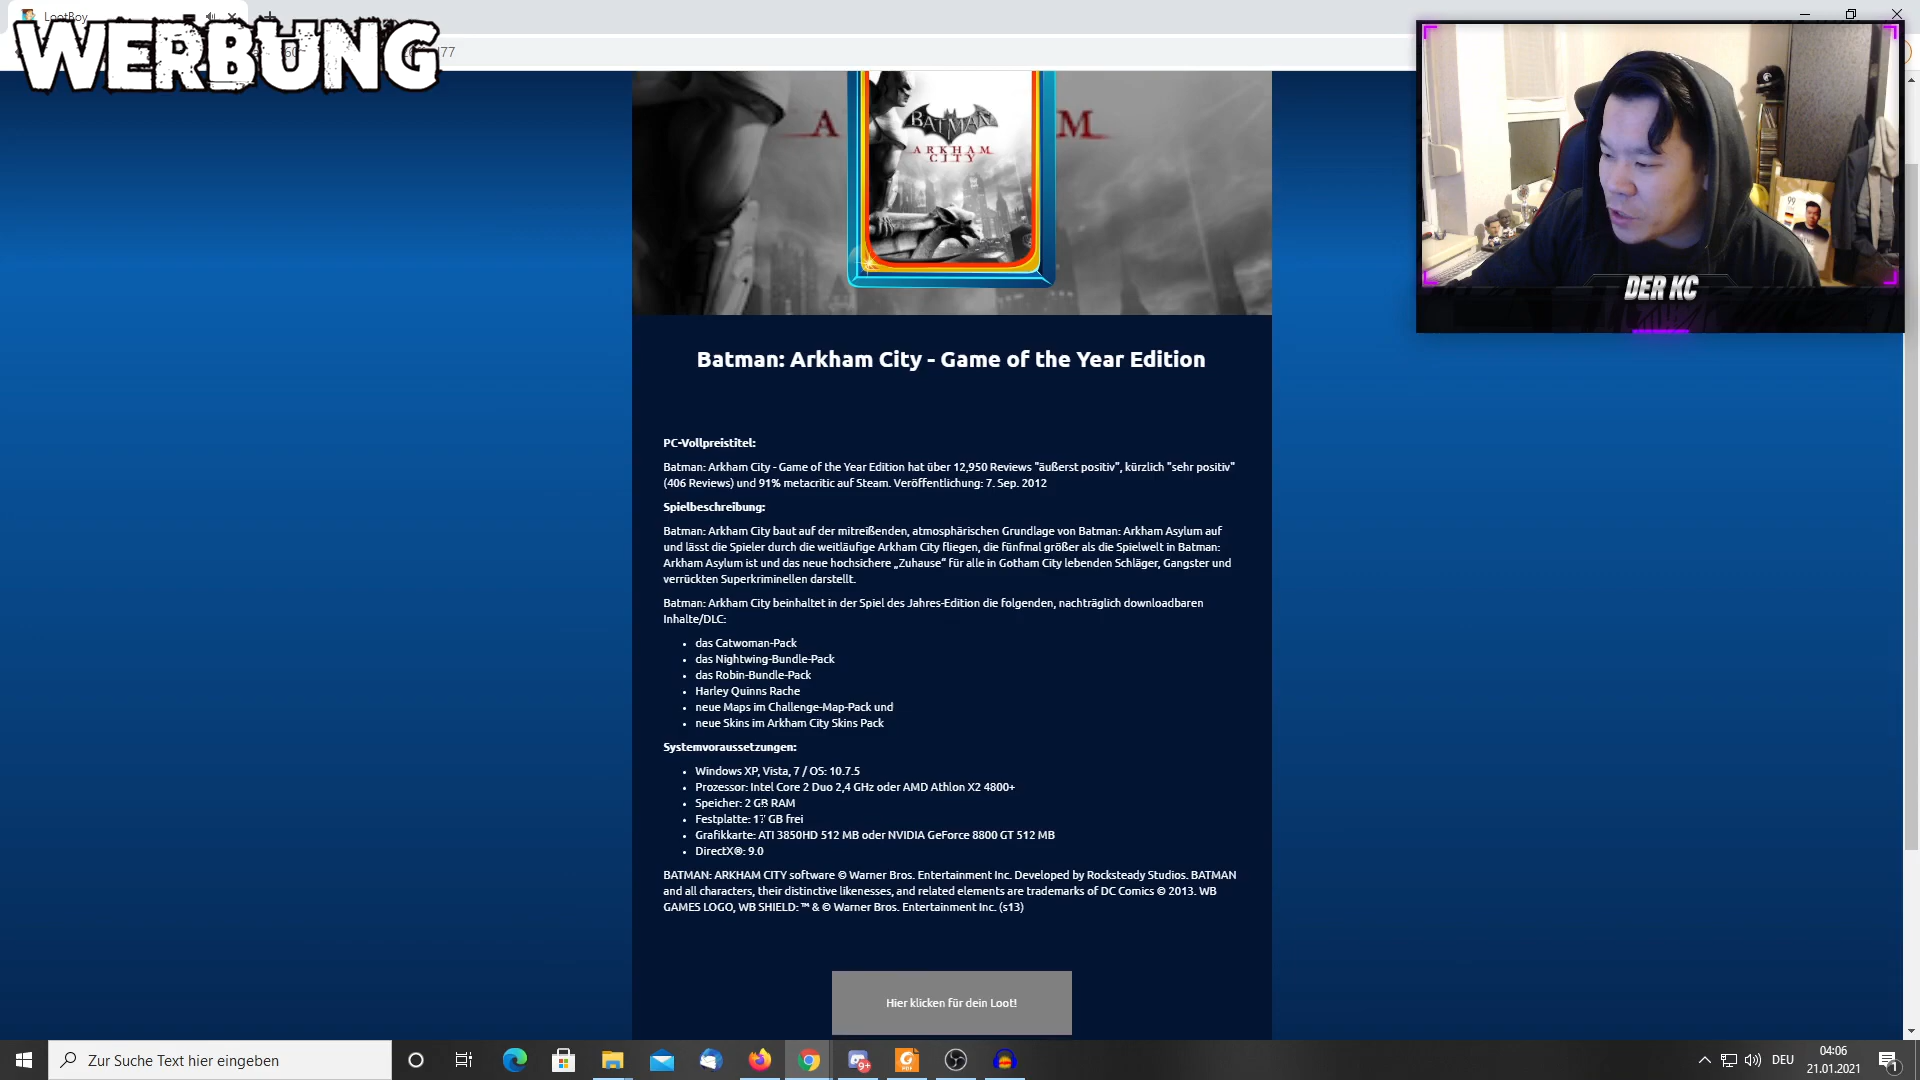 LootBoy
WERBUNG
77
A M
BATMAN
ARKHAM
CITY
99
DER KC
Batman: Arkham City - Game of the Year Edition
PC-Vollpreistitel:
Batman: Arkham City - Game of the Year Edition hat über 12,950 Reviews "äußerst positiv", kürzlich "sehr positiv"
(406 Reviews) und 91% metacritic auf Steam. Veröffentlichung: 7. Sep. 2012
Spielbeschreibung:
Batman: Arkham City baut auf der mitreißenden, atmosphärischen Grundlage von Batman: Arkham Asylum auf
und lässt die Spieler durch die weitläufige Arkham City fliegen, die fünfmal größer als die Spielwelt in Batman:
Arkham Asylum ist und das neue hochsichere „Zuhause“ für alle in Gotham City lebenden Schläger, Gangster und
verrückten Superkriminellen darstellt.
Batman: Arkham City beinhaltet in der Spiel des Jahres-Edition die folgenden, nachträglich downloadbaren
Inhalte/DLC:
• das Catwoman-Pack
• das Nightwing-Bundle-Pack
• das Robin-Bundle-Pack
• Harley Quinns Rache
• neue Maps im Challenge-Map-Pack und
• neue Skins im Arkham City Skins Pack
Systemvoraussetzungen:
• Windows XP, Vista, 7 / OS: 10.7.5
• Prozessor: Intel Core 2 Duo 2,4 GHz oder AMD Athlon X2 4800+
• Speicher: 2 GB RAM
• Festplatte: 17 GB frei
• Grafikkarte: ATI 3850HD 512 MB oder NVIDIA GeForce 8800 GT 512 MB
• DirectX®: 9.0
BATMAN: ARKHAM CITY software © Warner Bros. Entertainment Inc. Developed by Rocksteady Studios. BATMAN
and all characters, their distinctive likenesses, and related elements are trademarks of DC Comics © 2013. WB
GAMES LOGO, WB SHIELD: ™ & © Warner Bros. Entertainment Inc. (s13)
Hier klicken für dein Loot!
Zur Suche Text hier eingeben
9+
PDF
DEU
04:06
21.01.2021
1